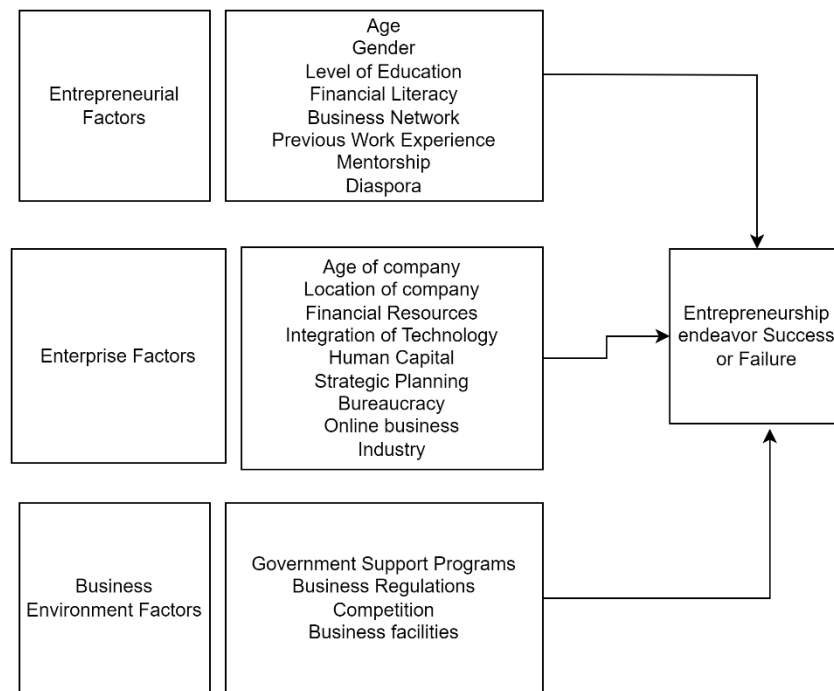 Entrepreneurial
Factors
Age
Gender
Level of Education
Financial Literacy
Business Network
Previous Work Experience
Mentorship
Diaspora
Enterprise Factors
Age of company
Location of company
Financial Resources
Integration of Technology
Human Capital
Strategic Planning
Bureaucracy
Online business
Industry
Entrepreneurship
endeavor Success
or Failure
Business
Environment Factors
Government Support Programs
Business Regulations
Competition
Business facilities